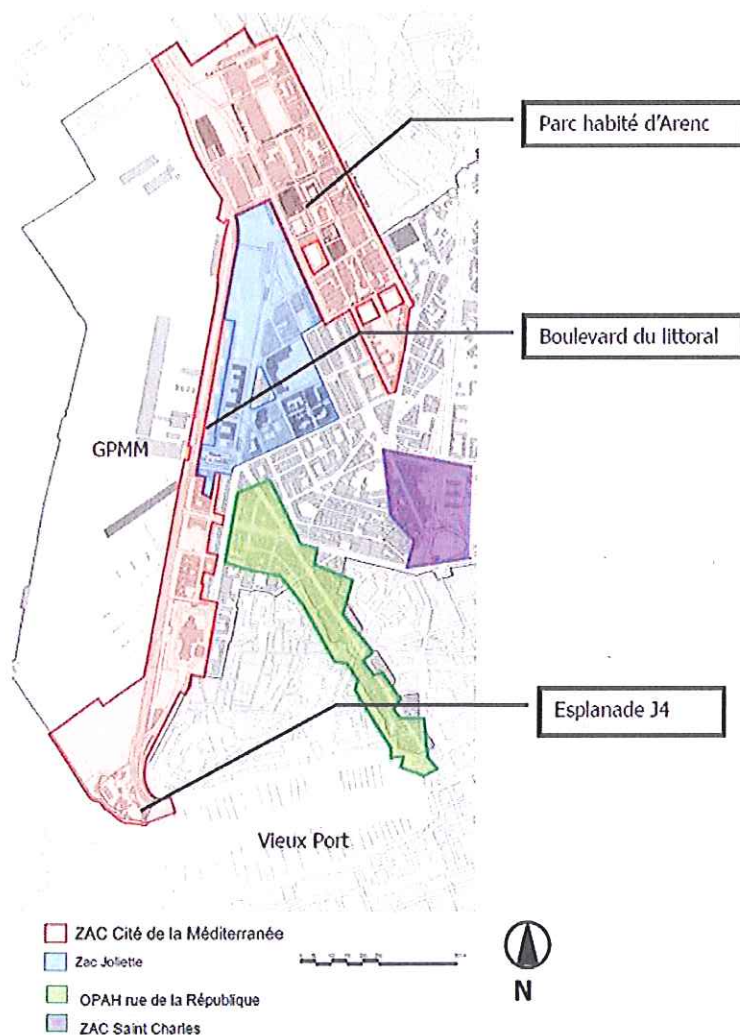 Parc habité d'Arenc
Boulevard du littoral
GPMM
Esplanade J4
Vieux Port
ZAC Cité de la Méditerranée
Zac Joliette
OPAH rue de la République
ZAC Saint Charles
N